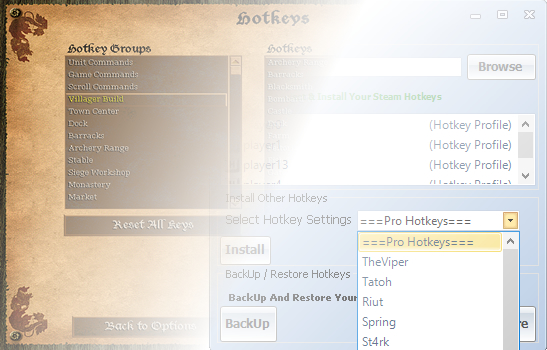 Hotkeys
Hotkey Groups
Unit Commands
Game Commands
Scroll Commands
Villager Build
Town Center
Dock
Barracks
Archery Range
Stable
Siege Workshop
Monastery
Market
Reset All Keys
Back to Options
Hotkeys
Browse
Install Your Steam Hotkeys
(Hotkey Profile)
player1 (Hotkey Profile)
player13 (Hotkey Profile)
(Hotkey Profile)
Install Other Hotkeys
Select Hotkey Settings ===Pro Hotkeys===
===Pro Hotkeys===
TheViper
Tatoh
Riut
Spring
St4rk
Install
BackUp / Restore Hotkeys
BackUp And Restore Your
BackUp